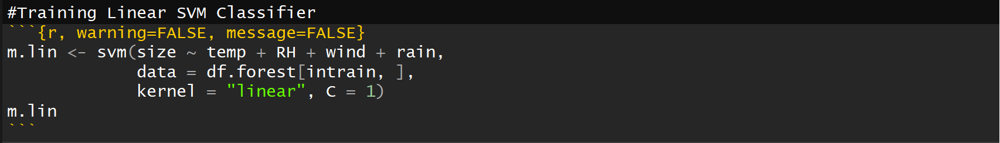 #Training Linear SVM Classifier
```{r, warning=FALSE, message=FALSE}
m.lin <- svm(size ~ temp + RH + wind + rain,
             data = df.forest[intrain, ],
             kernel = "linear", C = 1)
m.lin
```